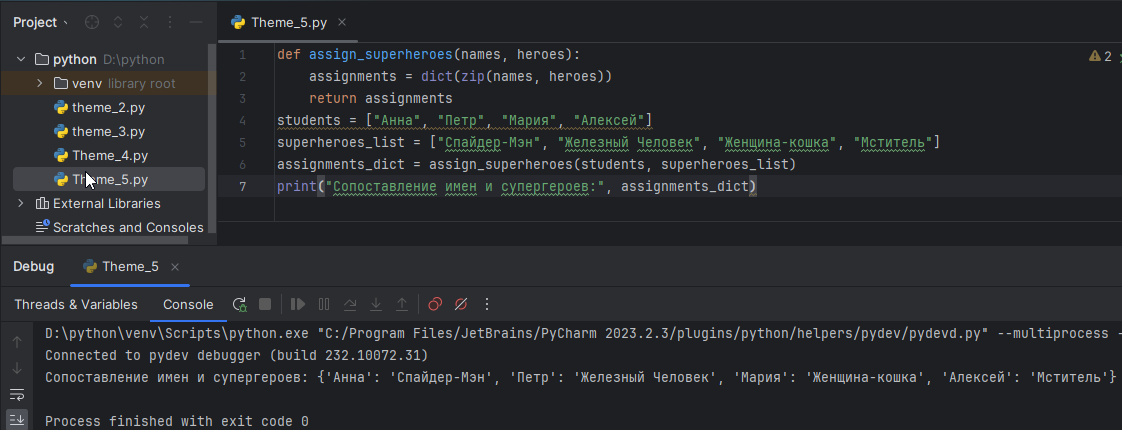 Project
Theme_5.py
python D:\python
venv library root
theme_2.py
theme_3.py
Theme_4.py
Theme_5.py
External Libraries
Scratches and Consoles
2
1 def assign_superheroes(names, heroes):
2 assignments = dict(zip(names, heroes))
3 return assignments
4 students = ["Анна", "Петр", "Мария", "Алексей"]
5 superheroes_list = ["Спайдер-Мэн", "Железный Человек", "Женщина-кошка", "Мститель"]
6 assignments_dict = assign_superheroes(students, superheroes_list)
7 print("Сопоставление имен и супергероев:", assignments_dict)
Debug Theme_5
Threads & Variables Console
D:\python\venv\Scripts\python.exe "C:/Program Files/JetBrains/PyCharm 2023.2.3/plugins/python/helpers/pydev/pydevd.py" --multiprocess -
Connected to pydev debugger (build 232.10072.31)
Сопоставление имен и супергероев: {'Анна': 'Спайдер-Мэн', 'Петр': 'Железный Человек', 'Мария': 'Женщина-кошка', 'Алексей': 'Мститель'}
Process finished with exit code 0